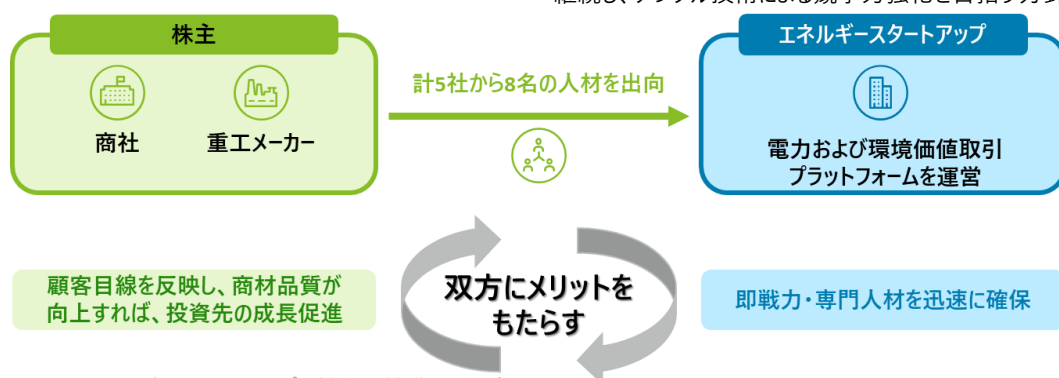 株主
エネルギースタートアップ
計5社から8名の人材を出向
商社
重工メーカー
電力および環境価値取引
プラットフォームを運営
顧客目線を反映し、商材品質が
向上すれば、投資先の成長促進
双方にメリットを
もたらす
即戦力・専門人材を迅速に確保